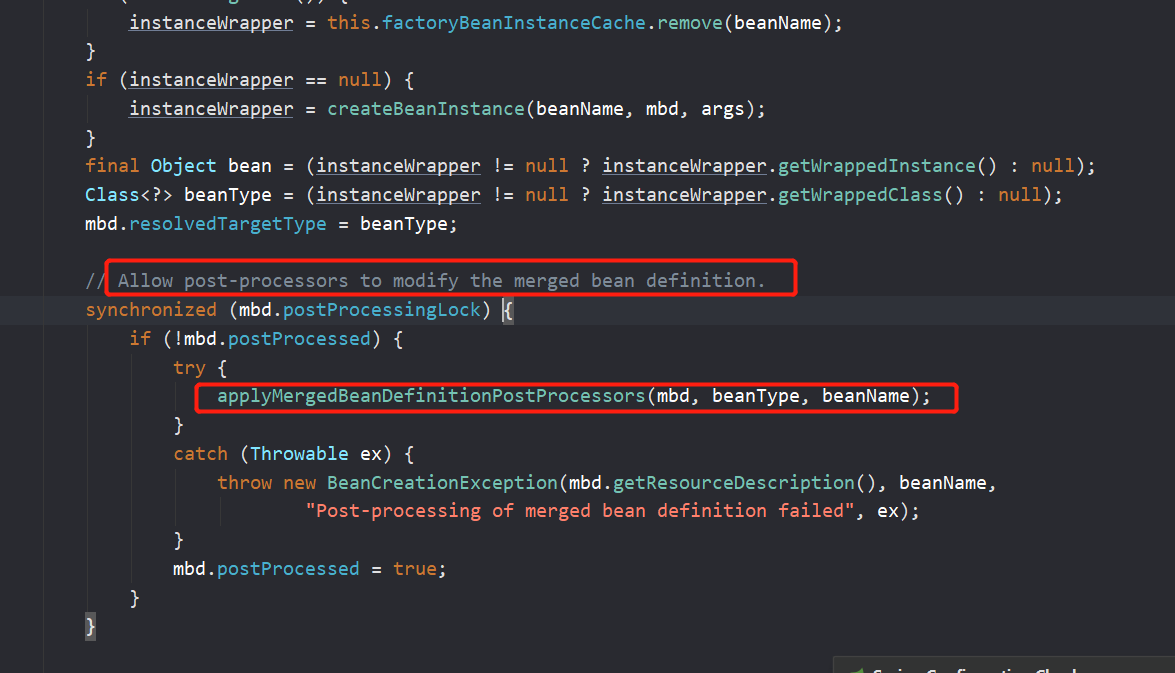 instanceWrapper = this.factoryBeanInstanceCache.remove(beanName);
}
if (instanceWrapper == null) {
instanceWrapper = createBeanInstance(beanName, mbd, args);
}
final Object bean = (instanceWrapper != null ? instanceWrapper.getWrappedInstance() : null);
Class<?> beanType = (instanceWrapper != null ? instanceWrapper.getWrappedClass() : null);
mbd.resolvedTargetType = beanType;
// Allow post-processors to modify the merged bean definition.
synchronized (mbd.postProcessingLock) {
if (!mbd.postProcessed) {
try {
applyMergedBeanDefinitionPostProcessors(mbd, beanType, beanName);
}
catch (Throwable ex) {
throw new BeanCreationException(mbd.getResourceDescription(), beanName,
"Post-processing of merged bean definition failed", ex);
}
mbd.postProcessed = true;
}
}